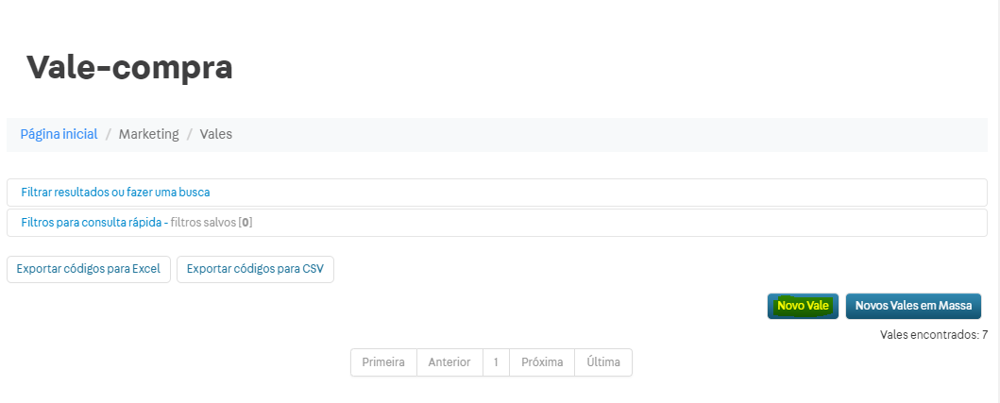 Vale-compra
Página inicial / Marketing / Vales
Filtrar resultados ou fazer uma busca
Filtros para consulta rápida - filtros salvos [0]
Exportar códigos para Excel Exportar códigos para CSV
Novo Vale Novos Vales em Massa
Vales encontrados: 7
Primeira Anterior 1 Próxima Última